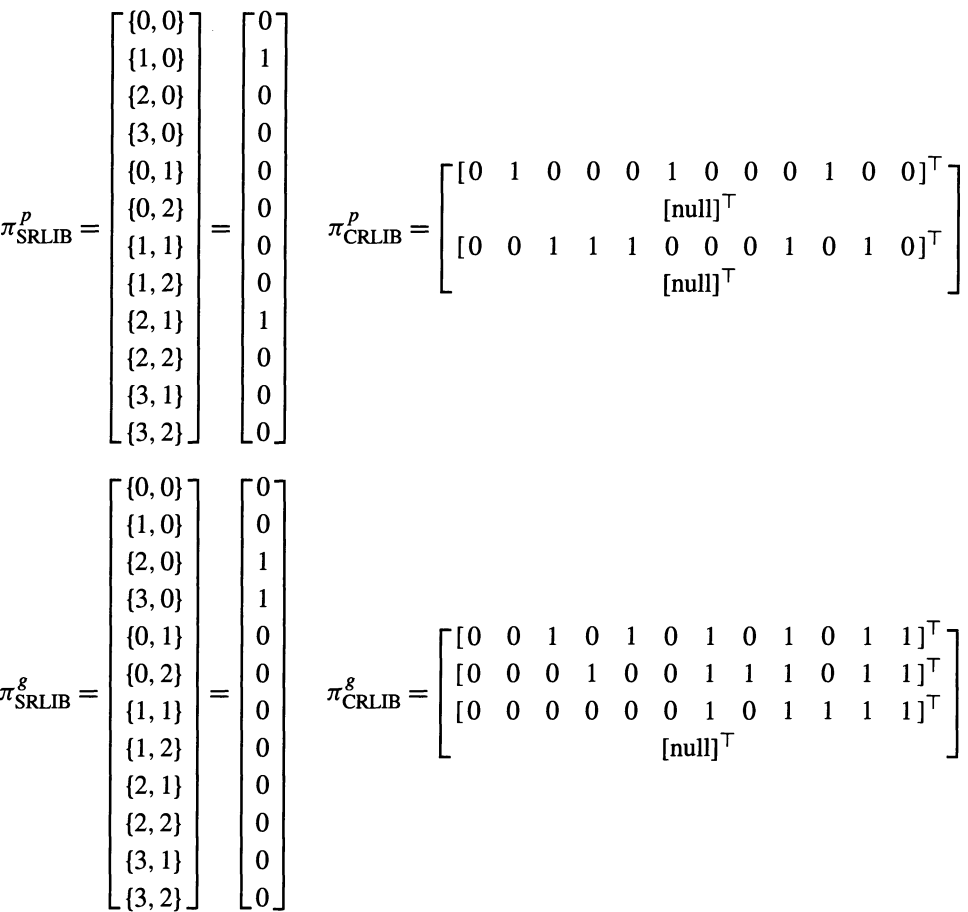 {0, 0} 0
{1, 0} 1
{2, 0} 0
{3, 0} 0
{0, 1} 0 [0 1 0 0 0 1 0 0 0 1 0 0]⊤
{0, 2} 0 [null]⊤
π^p_SRLIB = {1, 1} = 0 π^p_CRLIB = [0 0 1 1 1 0 0 0 1 0 1 0]⊤
{1, 2} 0 [null]⊤
{2, 1} 1
{2, 2} 0
{3, 1} 0
{3, 2} 0
{0, 0} 0
{1, 0} 0
{2, 0} 1
{3, 0} 1
{0, 1} 0 [0 0 1 0 1 0 1 0 1 0 1 1]⊤
{0, 2} 0 [0 0 0 1 0 0 1 1 1 0 1 1]⊤
π^g_SRLIB = {1, 1} = 0 π^g_CRLIB = [0 0 0 0 0 0 1 0 1 1 1 1]⊤
{1, 2} 0 [null]⊤
{2, 1} 0
{2, 2} 0
{3, 1} 0
{3, 2} 0